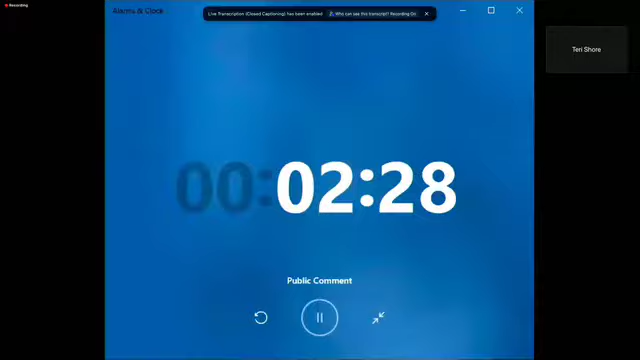 Recording
Alarms & Clock
Live Transcription (Closed Captioning) has been enabled
Who can see this transcript? Recording On
Teri Shore
00:02:28
Public Comment